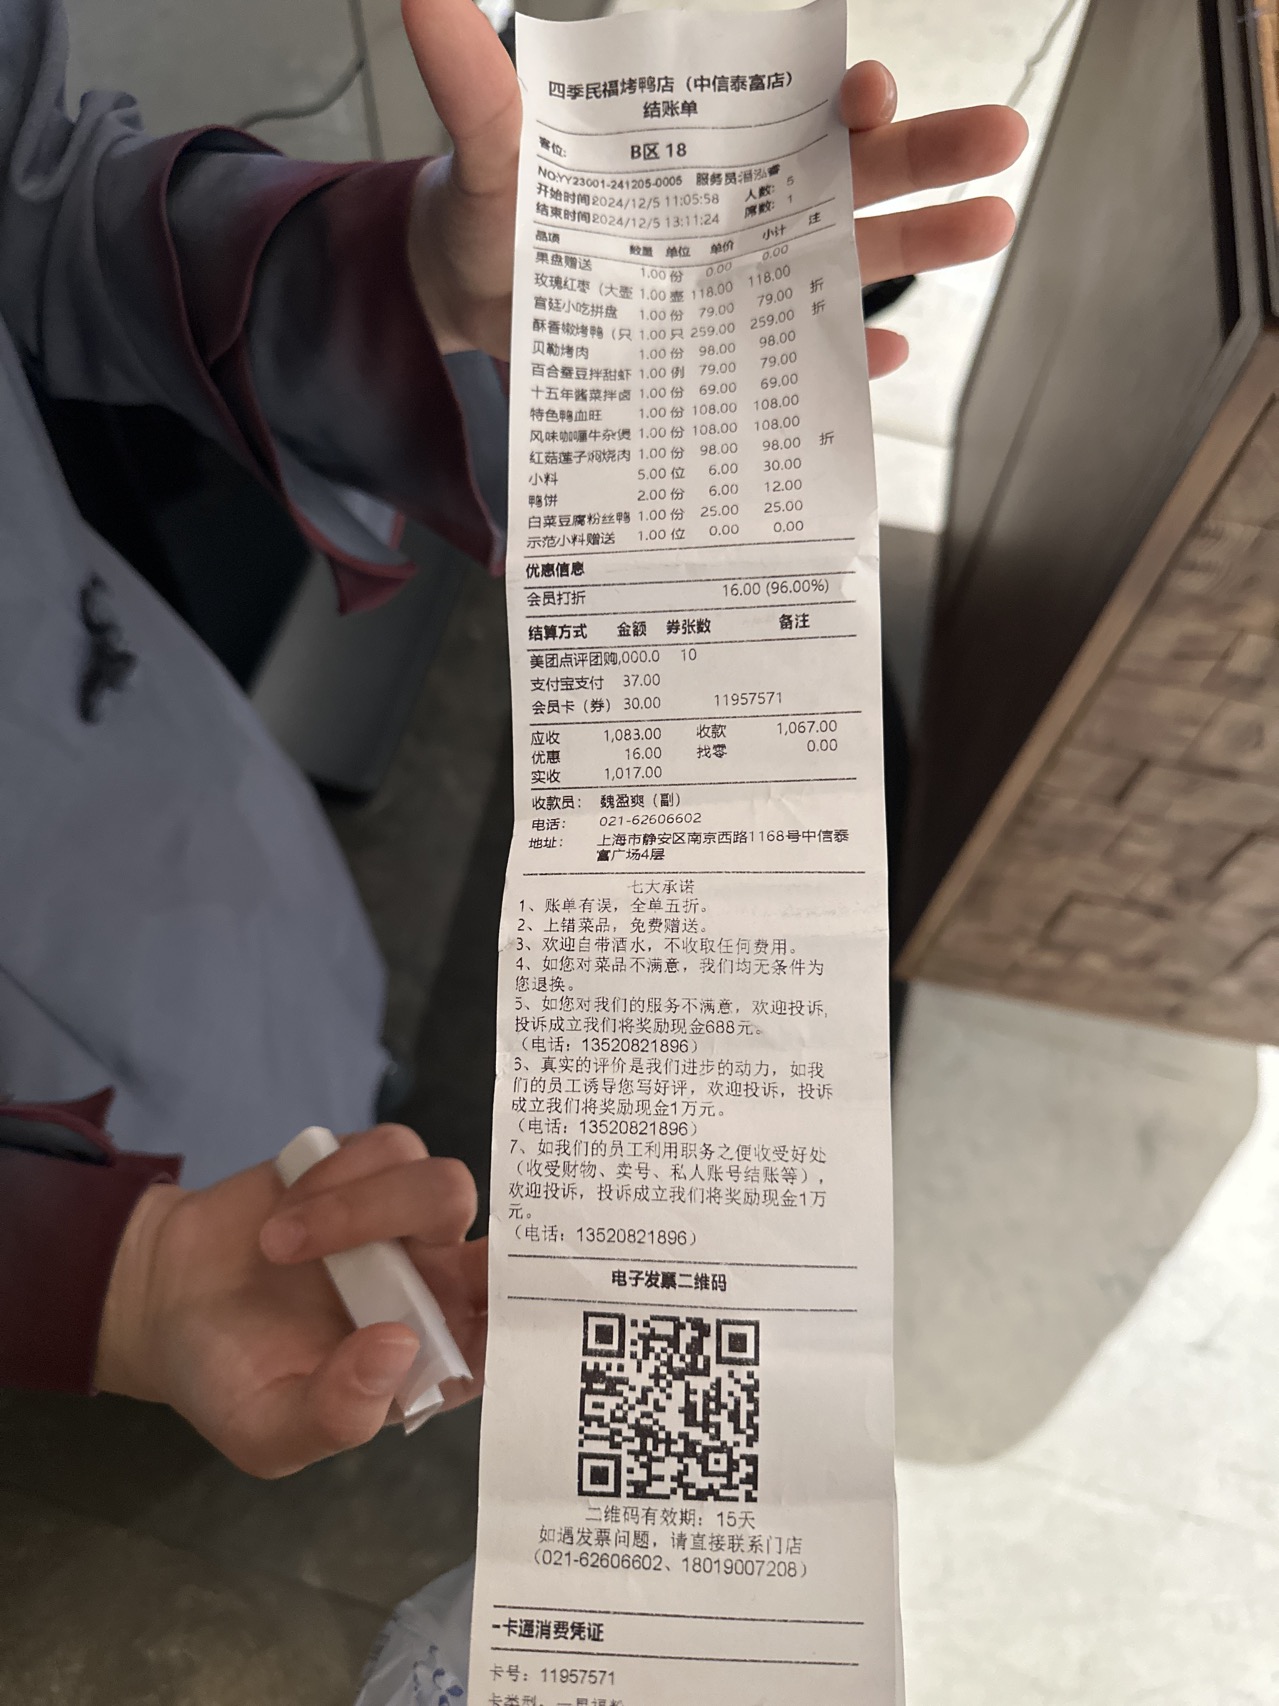 四季民福烤鸭店（中信泰富店）
结账单
客位: B区 18
NO:YY23001-241205-0005 服务员:潘泓睿
开始时间2024/12/5 11:05:58 人数: 5
结束时间2024/12/5 13:11:24 席数: 1
品项 数量 单位 单价 小计 注
果盘赠送 1.00 份 0.00 0.00
玫瑰红枣（大壶 1.00 壶 118.00 118.00
宫廷小吃拼盘 1.00 份 79.00 79.00 折
酥香嫩烤鸭（只 1.00 只 259.00 259.00 折
贝勒烤肉 1.00 份 98.00 98.00
百合蚕豆拌甜虾 1.00 例 79.00 79.00
十五年酱菜拌卤 1.00 份 69.00 69.00
特色鸭血旺 1.00 份 108.00 108.00
风味咖喱牛杂煲 1.00 份 108.00 108.00
红菇莲子焖烧肉 1.00 份 98.00 98.00 折
小料 5.00 位 6.00 30.00
鸭饼 2.00 份 6.00 12.00
白菜豆腐粉丝鸭 1.00 份 25.00 25.00
示范小料赠送 1.00 位 0.00 0.00
优惠信息
会员打折 16.00 (96.00%)
结算方式 金额 券张数 备注
美团点评团购,000.0 10
支付宝支付 37.00
会员卡（券） 30.00 11957571
应收 1,083.00 收款 1,067.00
优惠 16.00 找零 0.00
实收 1,017.00
收款员: 魏盈爽（副）
电话: 021-62606602
地址: 上海市静安区南京西路1168号中信泰
富广场4层
七大承诺
1、账单有误，全单五折。
2、上错菜品，免费赠送。
3、欢迎自带酒水，不收取任何费用。
4、如您对菜品不满意，我们均无条件为
您退换。
5、如您对我们的服务不满意，欢迎投诉，
投诉成立我们将奖励现金688元。
（电话：13520821896）
6、真实的评价是我们进步的动力，如我
们的员工诱导您写好评，欢迎投诉，投诉
成立我们将奖励现金1万元。
（电话：13520821896）
7、如我们的员工利用职务之便收受好处
（收受财物、卖号、私人账号结账等），
欢迎投诉，投诉成立我们将奖励现金1万
元。
（电话：13520821896）
电子发票二维码
二维码有效期：15天
如遇发票问题，请直接联系门店
（021-62606602、18019007208）
-卡通消费凭证
卡号：11957571
卡类型：一星福粉